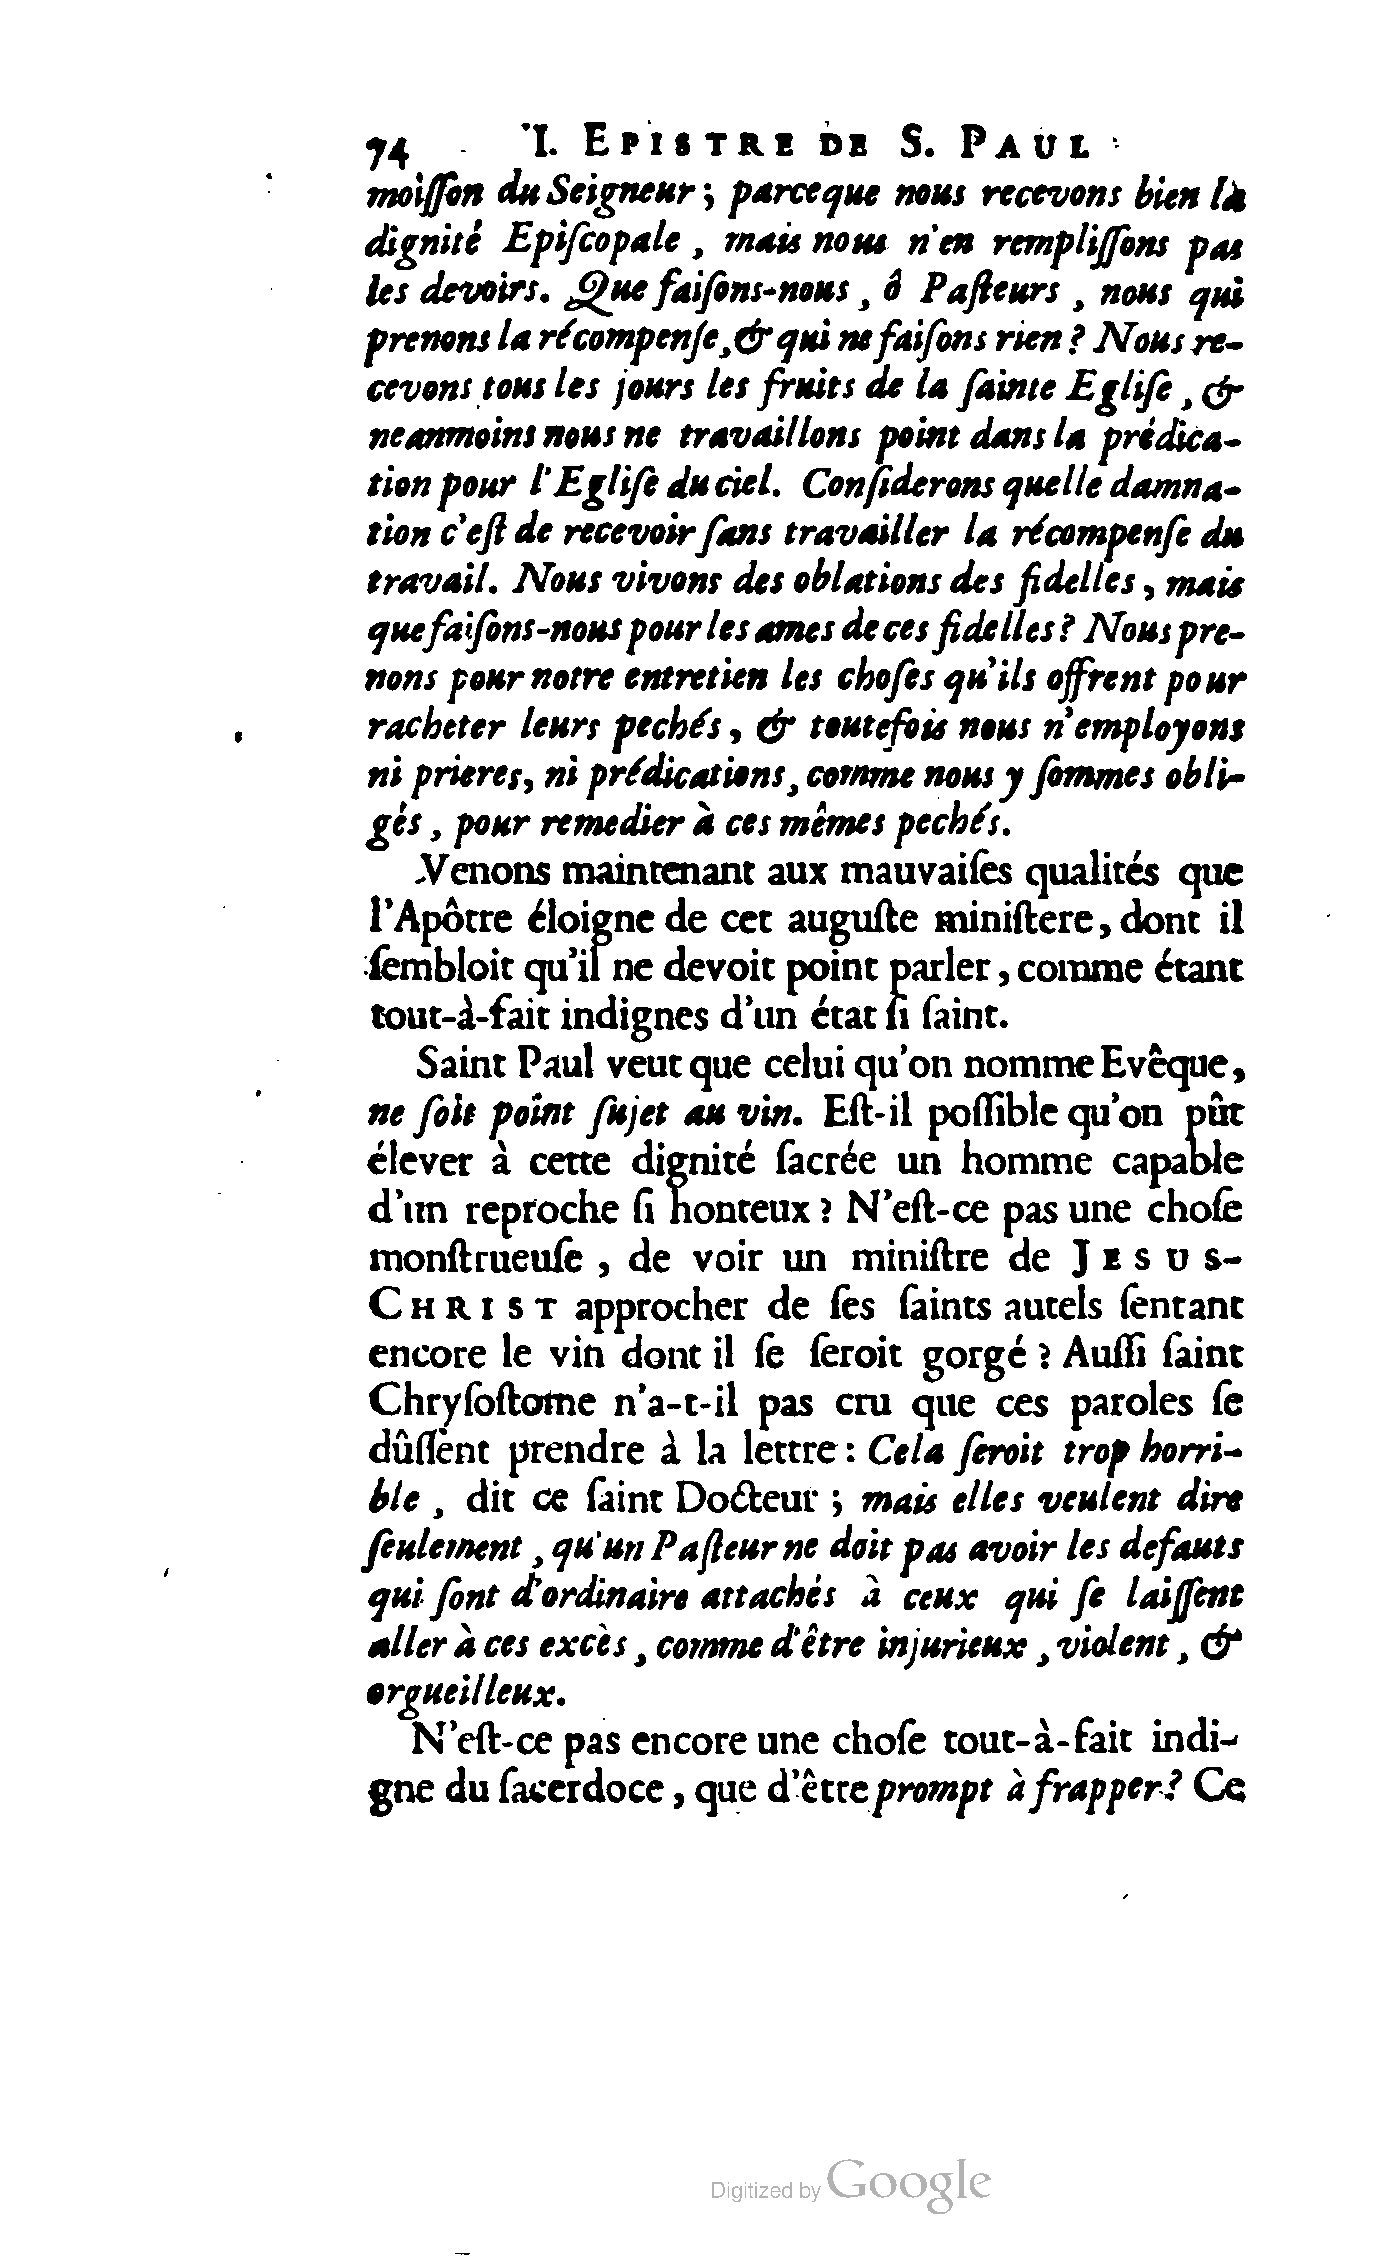 74 I. EPISTRE DE S. PAUL
moiſſon du Seigneur ; parceque nous recevons bien la
dignité Epiſcopale , mais nous n'en rempliſſons pas
les devoirs. Que faiſons-nous , ô Paſteurs , nous qui
prenons la récompenſe, & qui ne faiſons rien ? Nous re-
cevons tous les jours les fruits de la ſainte Egliſe , &
neanmoins nous ne travaillons point dans la prédica-
tion pour l'Egliſe du ciel. Conſiderons quelle damna-
tion c'eſt de recevoir ſans travailler la récompenſe du
travail. Nous vivons des oblations des fidelles , mais
que faiſons-nous pour les ames de ces fidelles ? Nous pre-
nons pour notre entretien les choſes qu'ils offrent pour
racheter leurs pechés , & toutefois nous n'employons
ni prieres, ni prédications, comme nous y ſommes obli-
gés , pour remedier à ces mêmes pechés.
Venons maintenant aux mauvaiſes qualités que
l'Apôtre éloigne de cet auguſte miniſtere, dont il
ſembloit qu'il ne devoit point parler, comme étant
tout-à-fait indignes d'un état ſi ſaint.
Saint Paul veut que celui qu'on nomme Evêque,
ne ſoit point ſujet au vin. Eſt-il poſſible qu'on pût
élever à cette dignité ſacrée un homme capable
d'un reproche ſi honteux ? N'eſt-ce pas une choſe
monſtrueuſe , de voir un miniſtre de JESUS-
CHRIST approcher de ſes ſaints autels ſentant
encore le vin dont il ſe ſeroit gorgé ? Auſſi ſaint
Chryſoſtome n'a-t-il pas cru que ces paroles ſe
dûſſent prendre à la lettre : Cela ſeroit trop horri-
ble , dit ce ſaint Docteur ; mais elles veulent dire
ſeulement , qu'un Paſteur ne doit pas avoir les defauts
qui ſont d'ordinaire attachés à ceux qui ſe laiſſent
aller à ces excès , comme d'être injurieux , violent , &
orgueilleux.
N'eſt-ce pas encore une choſe tout-à-fait indi-
gne du ſacerdoce , que d'être prompt à frapper ? Ce
Digitized by Google